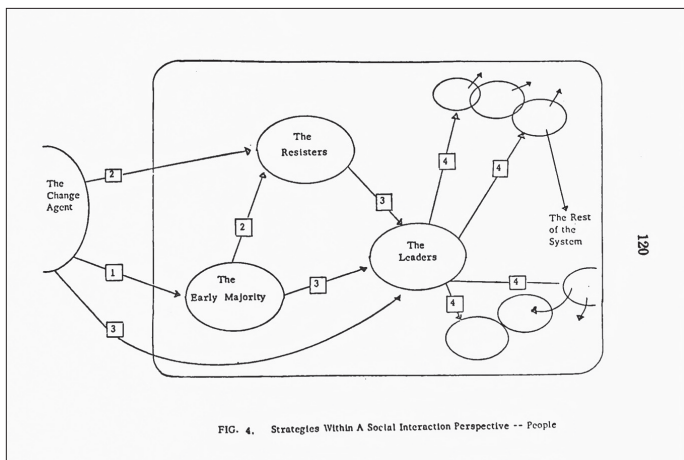 The
Change
Agent
2
1
3
The
Resisters
2
The
Early Majority
3
3
The
Leaders
4
4
4
4
The Rest
of the
System
120
FIG. 4. Strategies Within A Social Interaction Perspective -- People